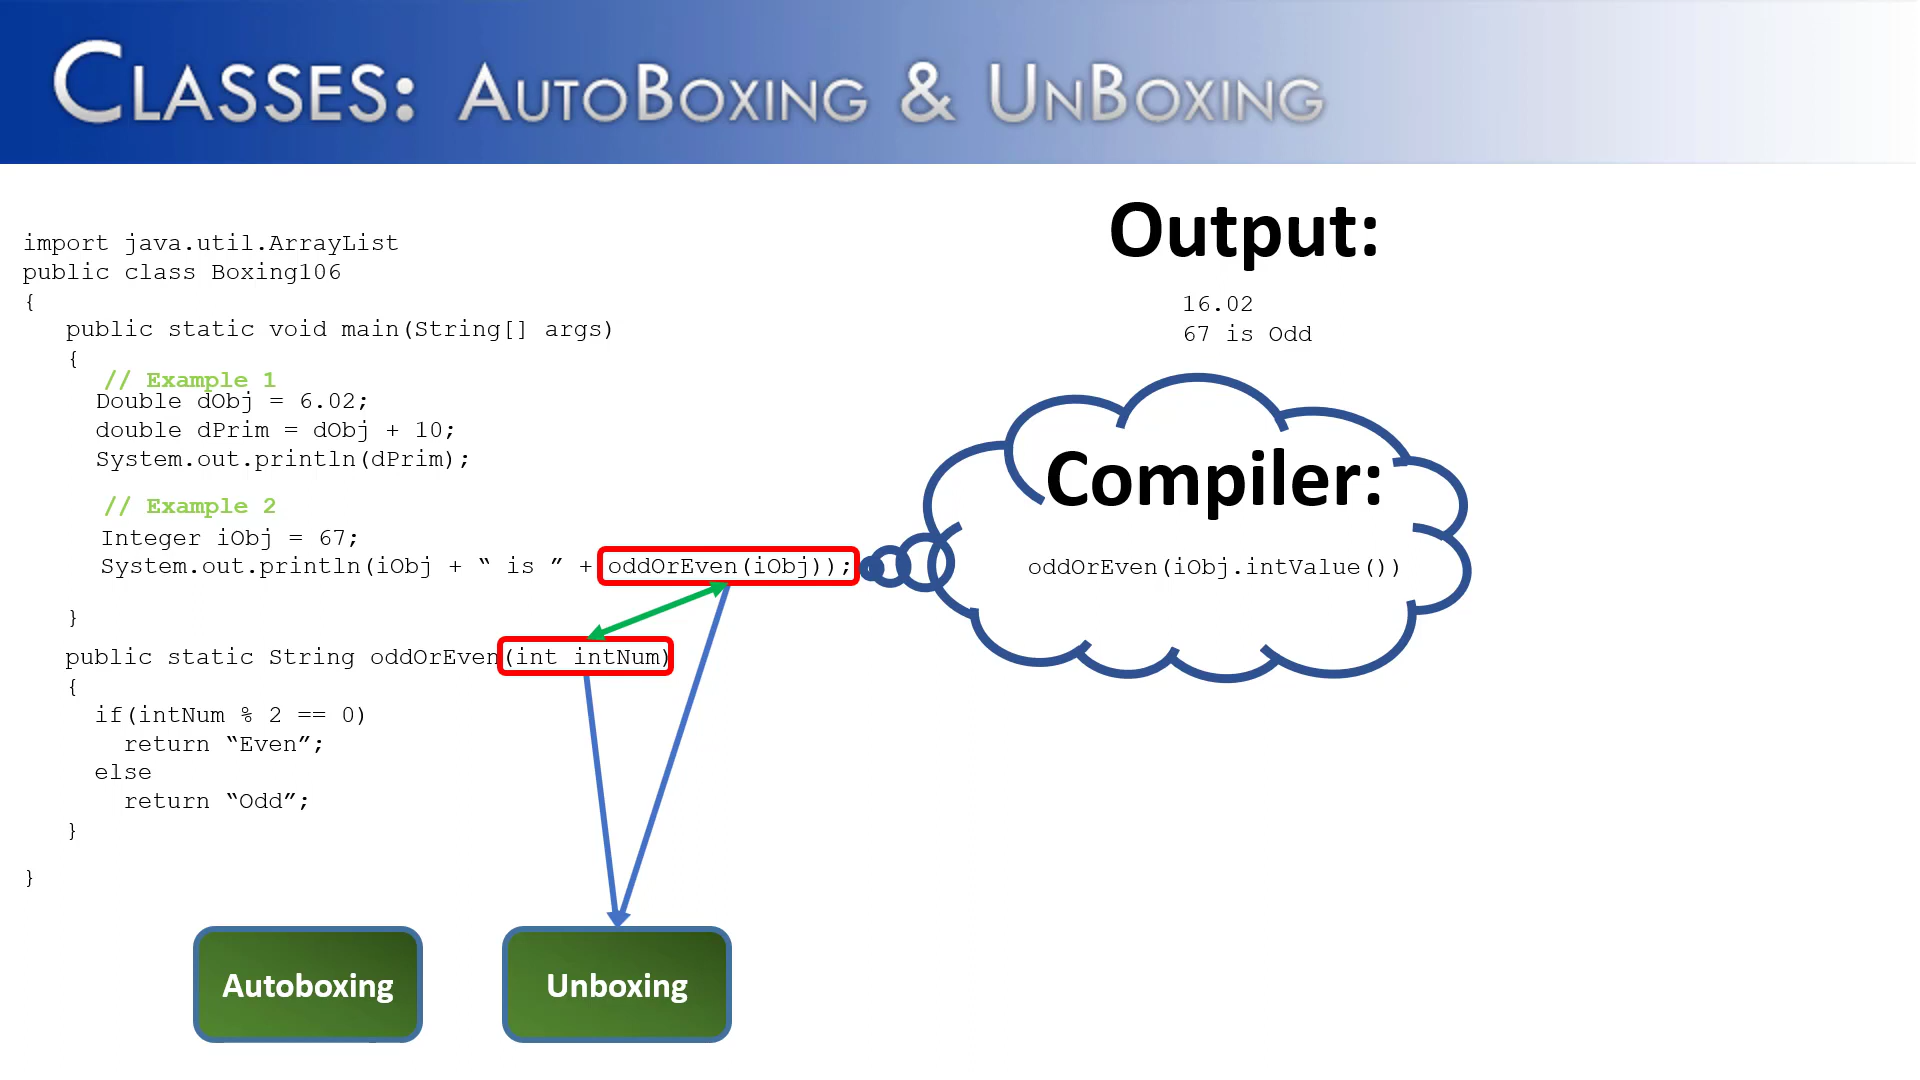 CLASSES: AUTOBOXING & UNBOXING
import java.util.ArrayList
public class Boxing106
{
public static void main(String[] args)
{
// Example 1
Double dObj = 6.02;
double dPrim = dObj + 10;
System.out.println(dPrim);
// Example 2
Integer iObj = 67;
System.out.println(iObj + “ is ” + oddOrEven(iObj));
}
public static String oddOrEven(int intNum)
{
if(intNum % 2 == 0)
return “Even”;
else
return “Odd”;
}
}
Output:
16.02
67 is Odd
Compiler:
oddOrEven(iObj.intValue())
Autoboxing
Unboxing